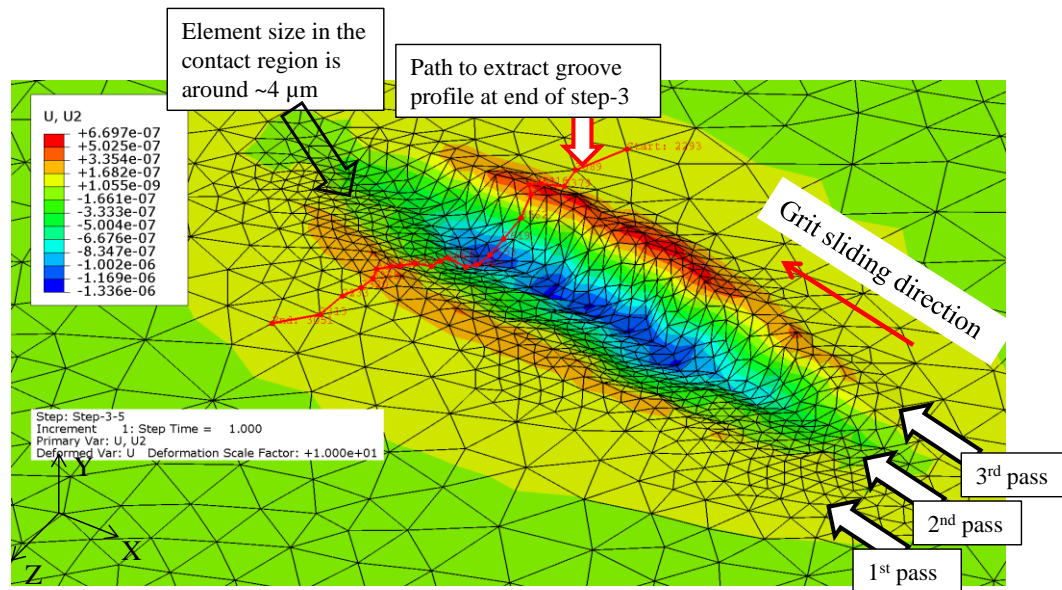 Element size in the
contact region is
around ~4 µm
Path to extract groove
profile at end of step-3
U, U2
+6.697e-07
+5.025e-07
+3.354e-07
+1.682e-07
+1.055e-09
-1.661e-07
-3.333e-07
-5.004e-07
-6.676e-07
-8.347e-07
-1.002e-06
-1.169e-06
-1.336e-06
Start: 2293
Grit sliding direction
Step: Step-3-5
Increment 1: Step Time = 1.000
Primary Var: U, U2
Deformed Var: U Deformation Scale Factor: +1.000e+01
Y
X
Z
3rd pass
2nd pass
1st pass